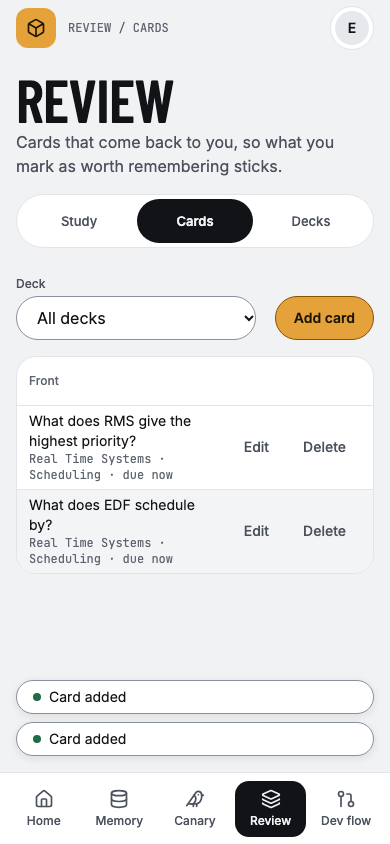 REVIEW / CARDS
E
REVIEW
Cards that come back to you, so what you
mark as worth remembering sticks.
Study
Cards
Decks
Deck
All decks
Add card
Front
What does RMS give the
highest priority?
Real Time Systems ·
Scheduling · due now
Edit
Delete
What does EDF schedule
by?
Real Time Systems ·
Scheduling · due now
Edit
Delete
Card added
Card added
Home
Memory
Canary
Review
Dev flow